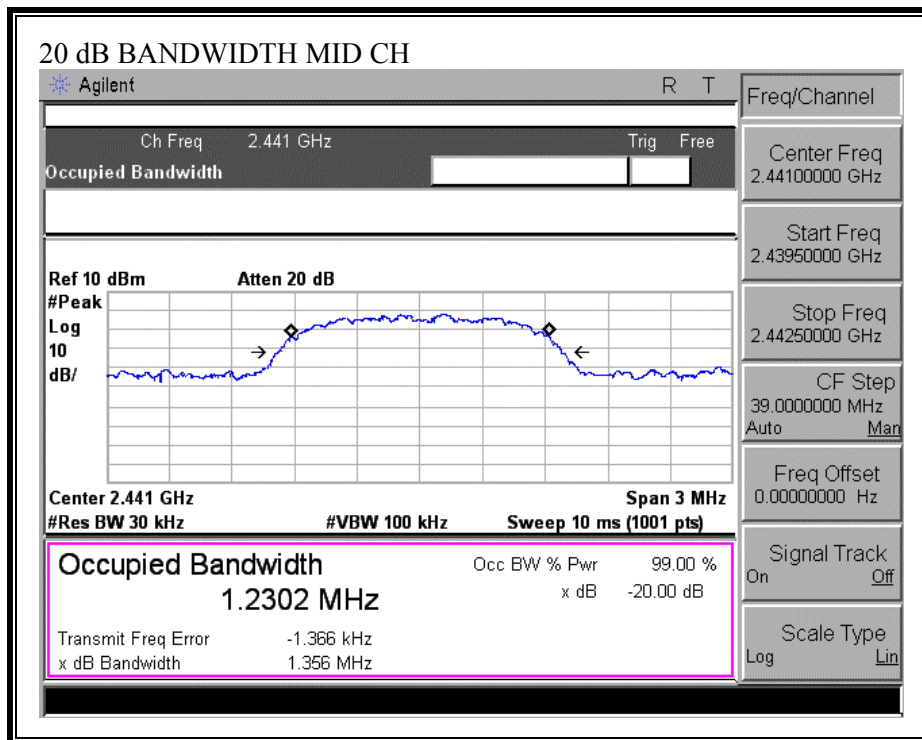 20 dB BANDWIDTH MID CH
Agilent R T
Ch Freq 2.441 GHz Trig Free
Occupied Bandwidth
Ref 10 dBm Atten 20 dB
#Peak
Log
10
dB/
Center 2.441 GHz Span 3 MHz
#Res BW 30 kHz #VBW 100 kHz Sweep 10 ms (1001 pts)
Occupied Bandwidth
1.2302 MHz
Occ BW % Pwr 99.00 %
x dB -20.00 dB
Transmit Freq Error -1.366 kHz
x dB Bandwidth 1.356 MHz
Freq/Channel
Center Freq
2.44100000 GHz
Start Freq
2.43950000 GHz
Stop Freq
2.44250000 GHz
CF Step
39.0000000 MHz
Auto Man
Freq Offset
0.00000000 Hz
Signal Track
On Off
Scale Type
Log Lin